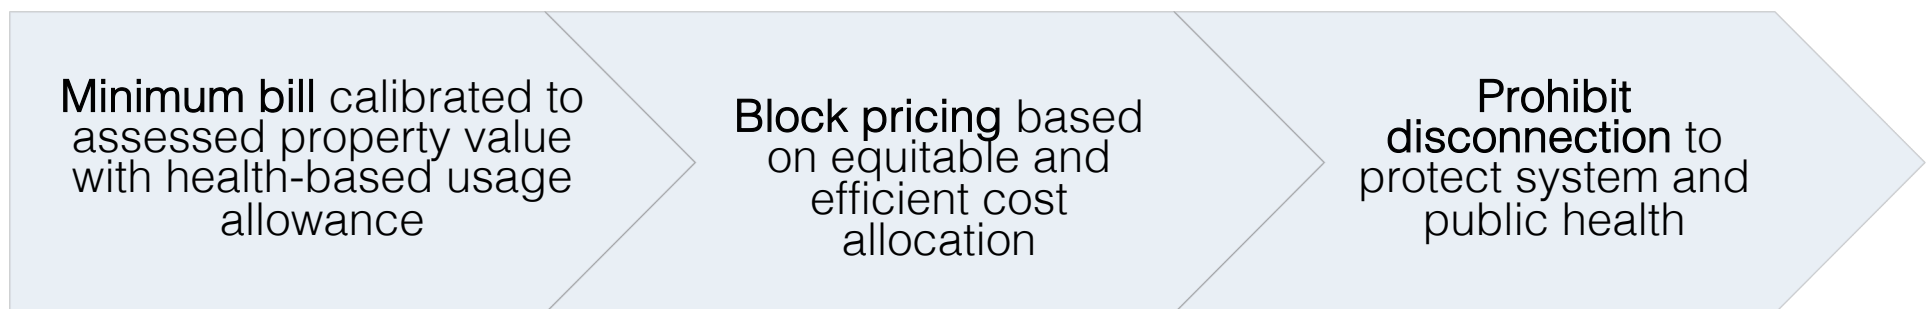 Minimum bill calibrated to
assessed property value
with health-based usage
allowance
Block pricing based
on equitable and
efficient cost
allocation
Prohibit
disconnection to
protect system and
public health